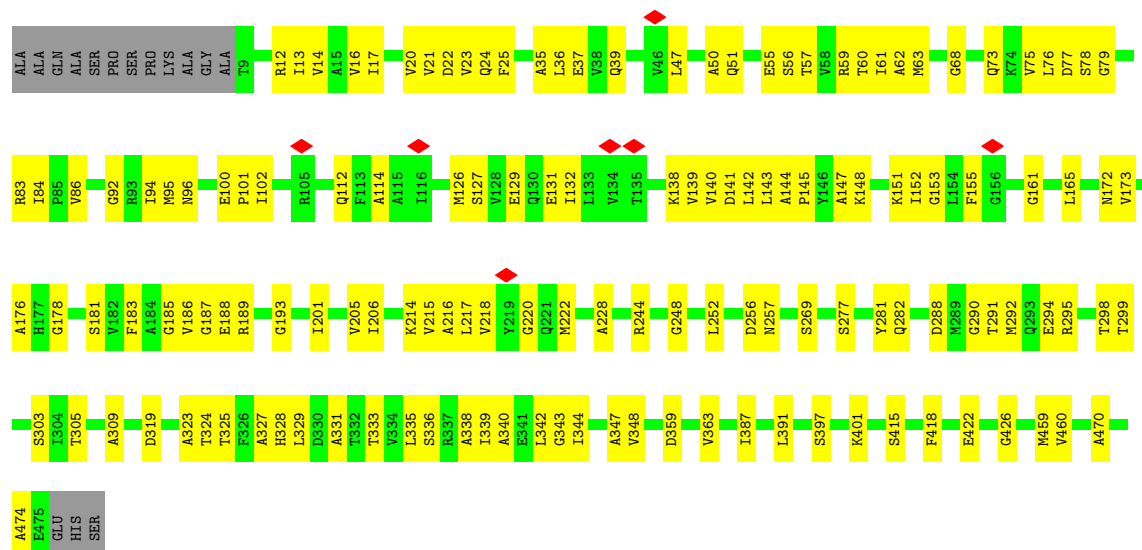 ALA ALA GLN ALA SER PRO SER PRO LYS ALA GLY ALA T9 R12 I13 V14 A15 V16 I17 V20 V21 D22 V23 Q24 F25 A35 L36 E37 V38 Q39 V46 L47 A50 Q51 E55 S56 T57 V58 R59 T60 I61 A62 M63 G68 Q73 K74 V75 L76 D77 S78 G79
R83 I84 P85 V86 G92 R93 I94 M95 N96 E100 P101 I102 R105 Q112 F113 A114 A115 I116 M126 S127 V128 E129 Q130 E131 I132 L133 V134 T135 K138 V139 V140 D141 L142 L143 A144 P145 Y146 A147 K148 K151 I152 G153 L154 F155 G156 G161 L165 N172 V173
A176 H177 G178 S181 V182 F183 A184 G185 V186 G187 E188 R189 G193 I201 V205 I206 K214 V215 A216 L217 V218 Y219 G220 Q221 M222 A228 R244 G248 L252 D256 N257 S269 S277 Y281 Q282 D288 M289 G290 T291 M292 Q293 E294 R295 T298 T299
S303 I304 T305 A309 D319 A323 T324 T325 F326 A327 H328 L329 D330 A331 T332 T333 V334 L335 S336 R337 A338 I339 A340 E341 L342 G343 I344 A347 V348 D359 V363 I387 L391 S397 K401 S415 F418 E422 G426 M459 V460 A470
A474 E475 GLU HIS SER